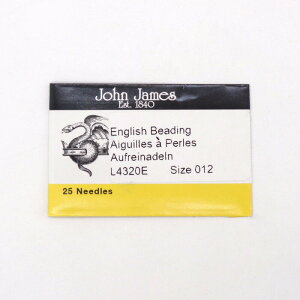 John James
Est. 1840
English Beading
Aiguilles à Perles
Aufreinadeln
L4320E Size 012
25 Needles